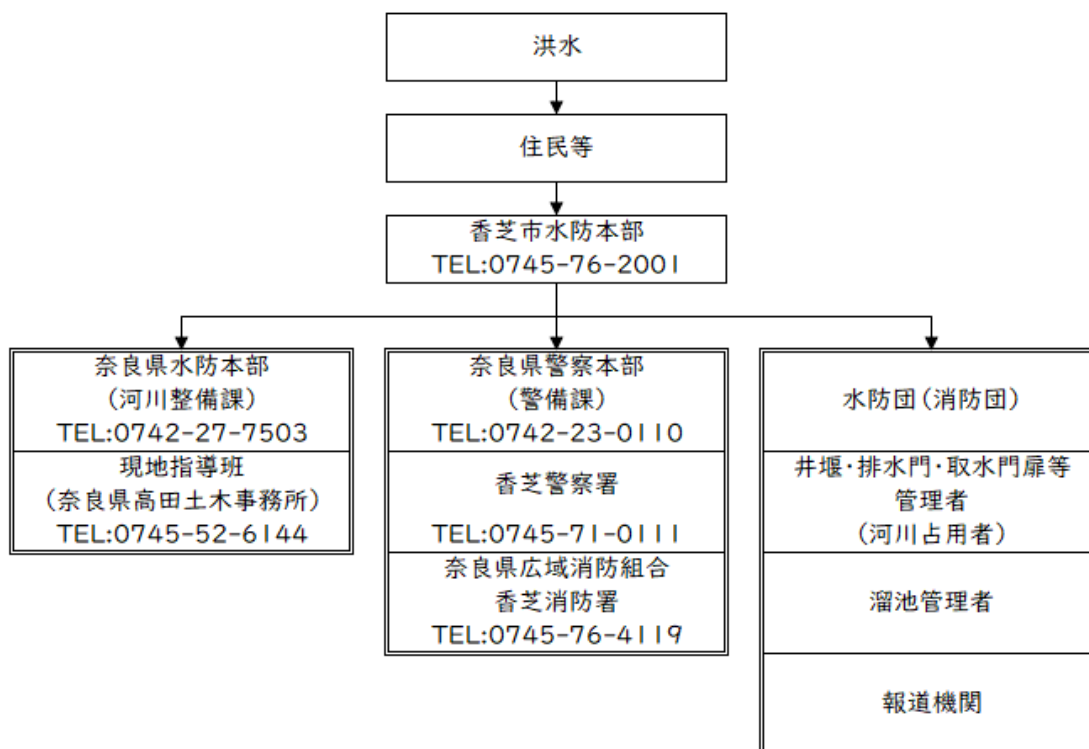 洪水
住民等
香芝市水防本部
TEL:0745-76-2001
奈良県水防本部
(河川整備課)
TEL:0742-27-7503
現地指導班
(奈良県高田土木事務所)
TEL:0745-52-6144
奈良県警察本部
(警備課)
TEL:0742-23-0110
香芝警察署
TEL:0745-71-0111
奈良県広域消防組合
香芝消防署
TEL:0745-76-4119
水防団(消防団)
井堰・排水門・取水門扉等
管理者
(河川占用者)
溜池管理者
報道機関